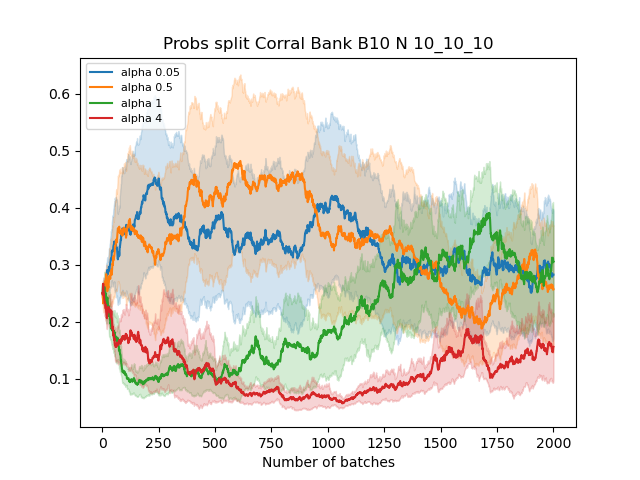 Probs split Corral Bank B10 N 10_10_10
alpha 0.05
alpha 0.5
alpha 1
alpha 4
0.6
0.5
0.4
0.3
0.2
0.1
0 250 500 750 1000 1250 1500 1750 2000
Number of batches